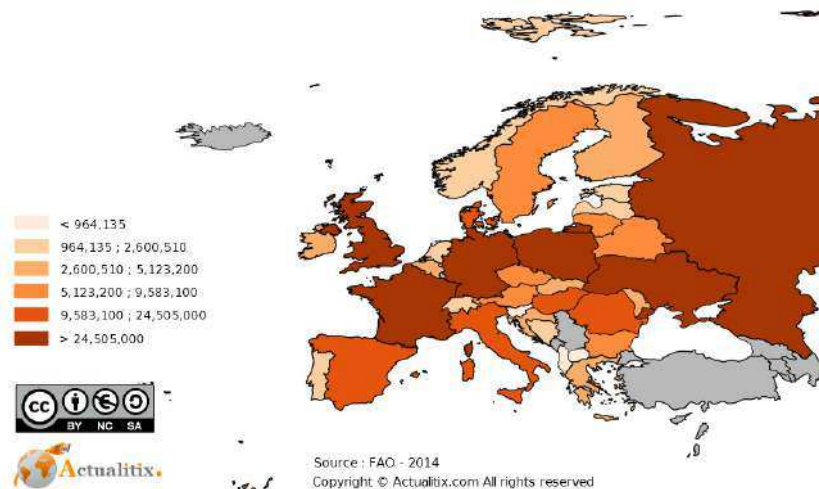 < 964,135
964,135 ; 2,600,510
2,600,510 ; 5,123,200
5,123,200 ; 9,583,100
9,583,100 ; 24,505,000
> 24,505,000
cc
BY NC SA
Actualitix.
Source : FAO - 2014
Copyright © Actualitix.com All rights reserved